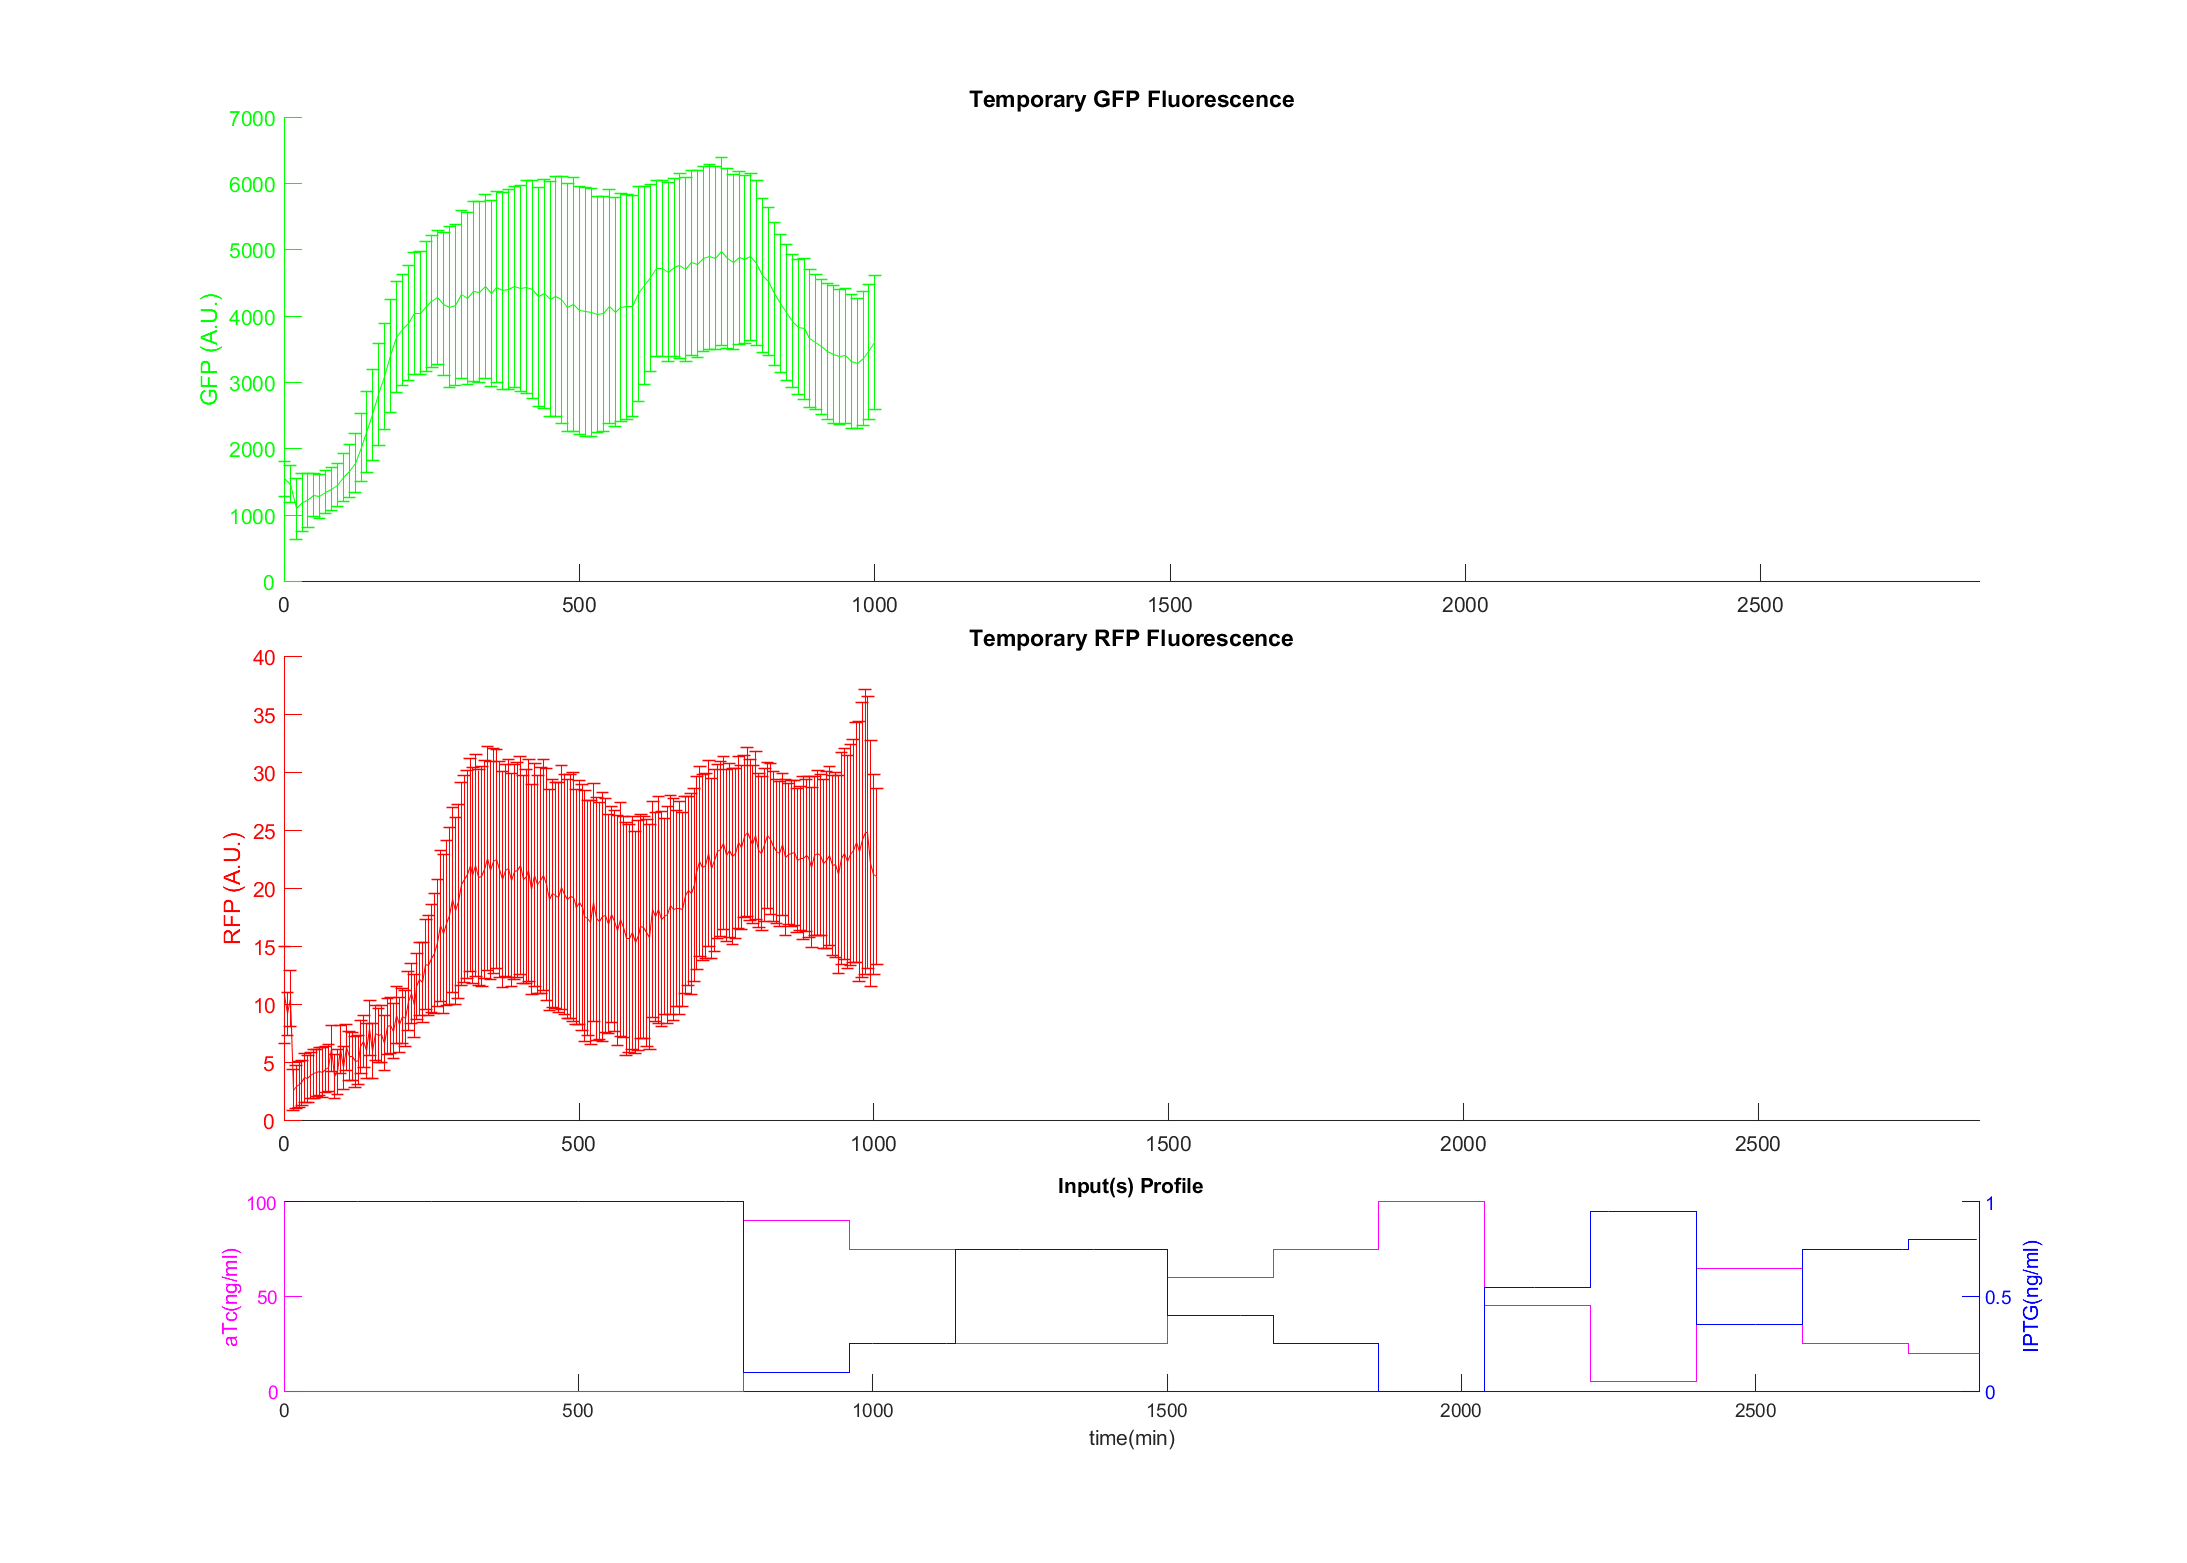 Temporary GFP Fluorescence
GFP (A.U.)
7000
6000
5000
4000
3000
2000
1000
0
0 500 1000 1500 2000 2500
Temporary RFP Fluorescence
RFP (A.U.)
40
35
30
25
20
15
10
5
0
0 500 1000 1500 2000 2500
Input(s) Profile
aTc(ng/ml)
100
50
0
1
0.5
0
IPTG(ng/ml)
0 500 1000 1500 2000 2500
time(min)